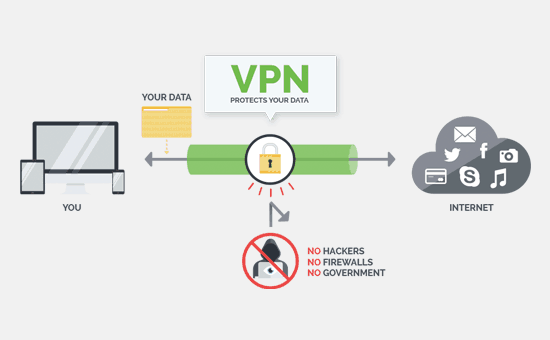 VPN
PROTECTS YOUR DATA
YOUR DATA
YOU
INTERNET
NO HACKERS
NO FIREWALLS
NO GOVERNMENT